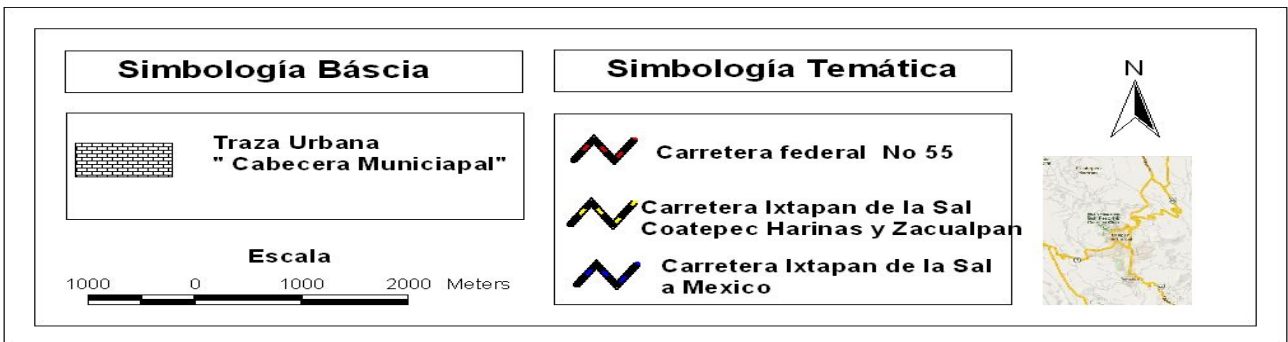 Simbología Báscia
Traza Urbana
" Cabecera Municiapal"
Escala
1000 0 1000 2000 Meters
Simbología Temática
Carretera federal No 55
Carretera Ixtapan de la Sal
Coatepec Harinas y Zacualpan
Carretera Ixtapan de la Sal
a Mexico
N